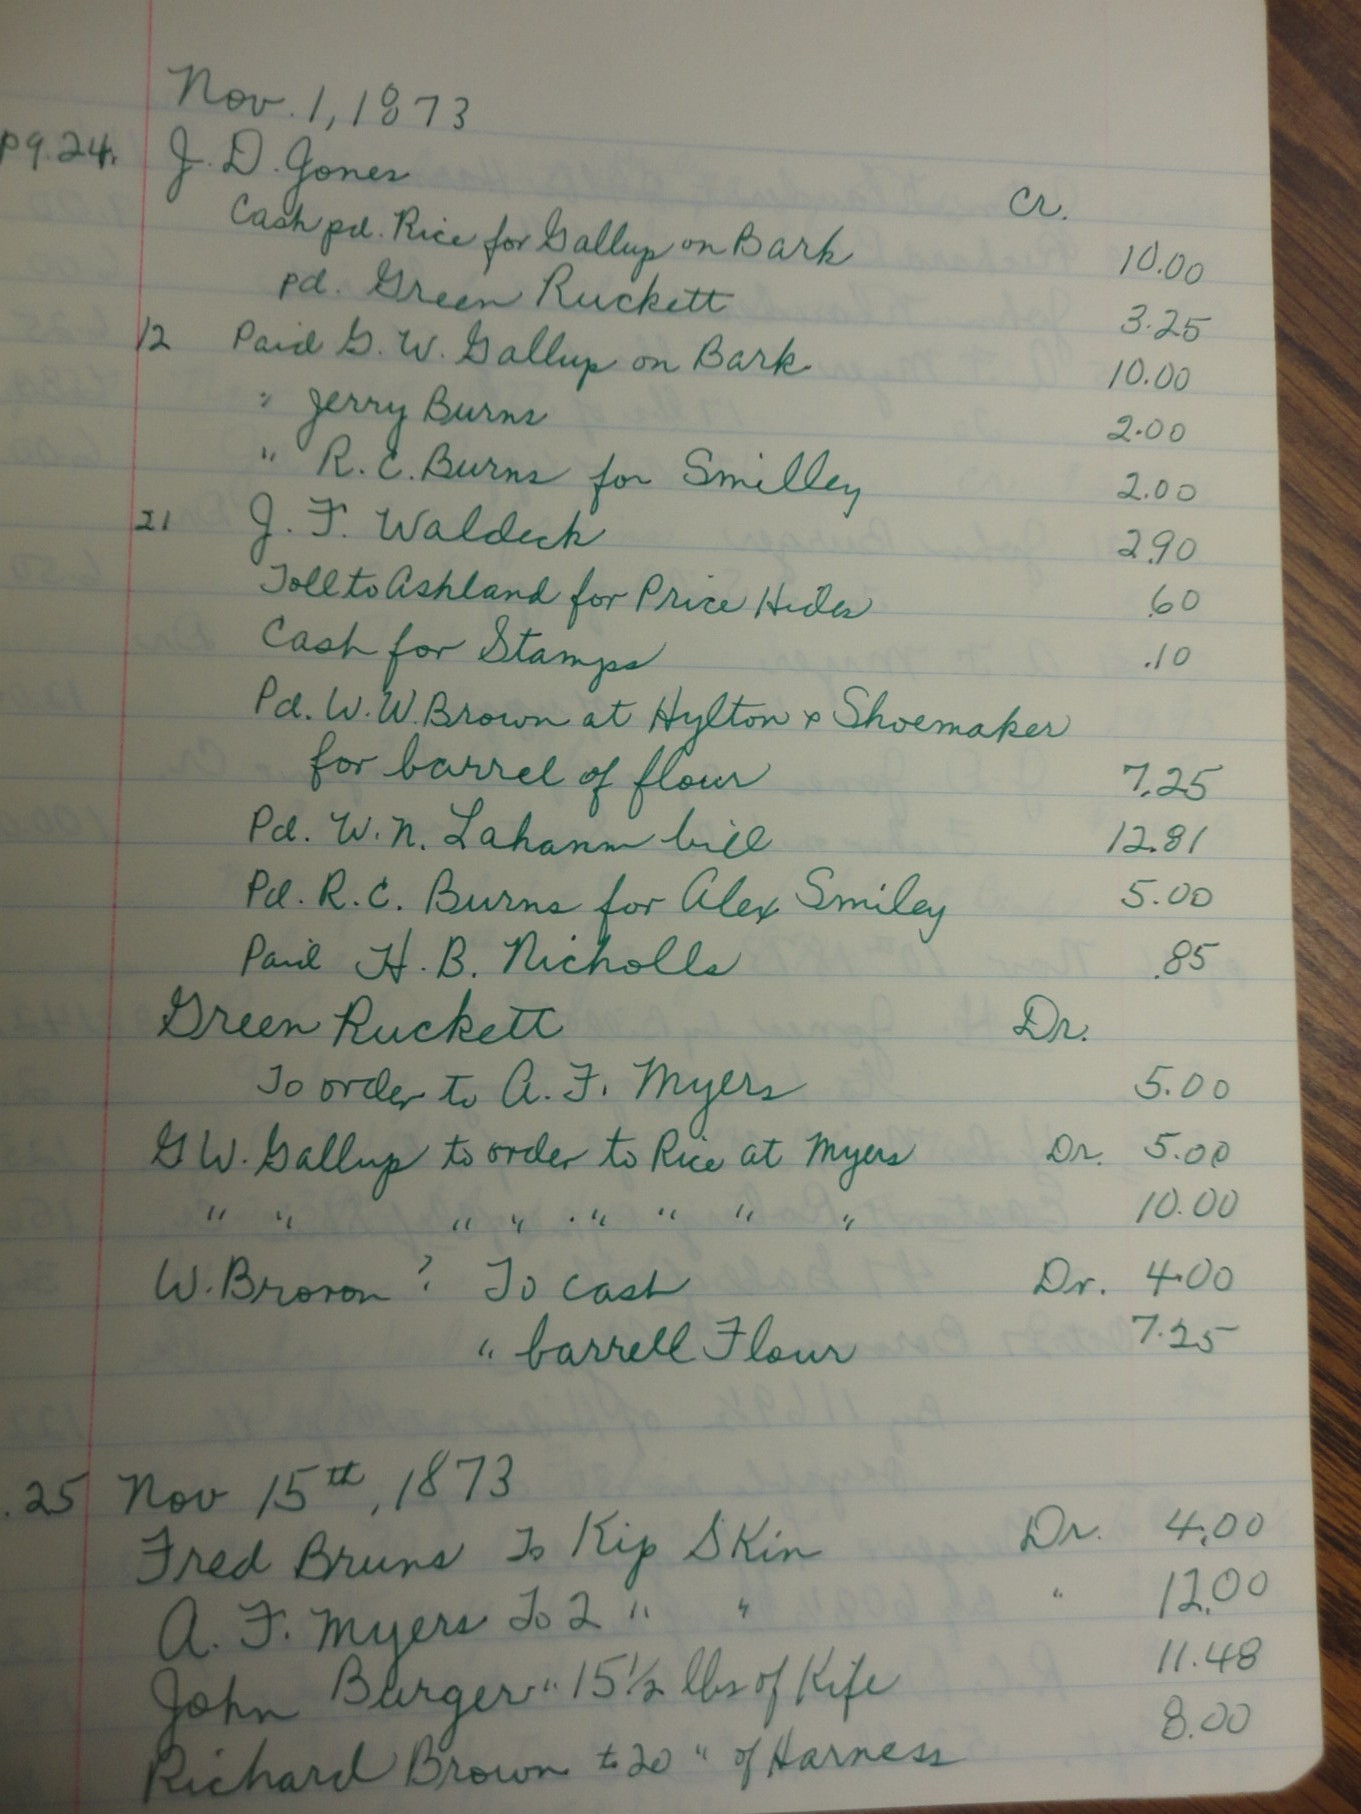 Nov. 1, 1873
pg. 24. J. D. Jones Cr.
Cash pd. Rice for Gallup on Bark 10.00
pd. Green Ruckett 3.25
12 Paid G. W. Gallup on Bark 10.00
" Jerry Burns 2.00
" R. C. Burns for Smilley 2.00
21 J. F. Waldeck 2.90
Toll to Ashland for Price Hides .60
Cash for Stamps .10
Pd. W. W. Brown at Hylton & Shoemaker
for barrel of flour 7.25
Pd. W. N. Lahanm bill 12.81
Pd. R. C. Burns for Alex Smiley 5.00
Paid H. B. Nicholls .85
Green Ruckett Dr.
To order to A. F. Myers 5.00
G W. Gallup to order to Rice at Myers Dr. 5.00
" " " " " " " " 10.00
W. Broron ? To cash Dr. 4.00
" barrell Flour 7.25
. 25 Nov 15th, 1873
Fred Bruns To Kip Skin Dr. 4.00
A. F. Myers To 2 " " " 12.00
John Burger " 15 1/2 lbs of Kife 11.48
Richard Brown to 20 " of Harness 8.00